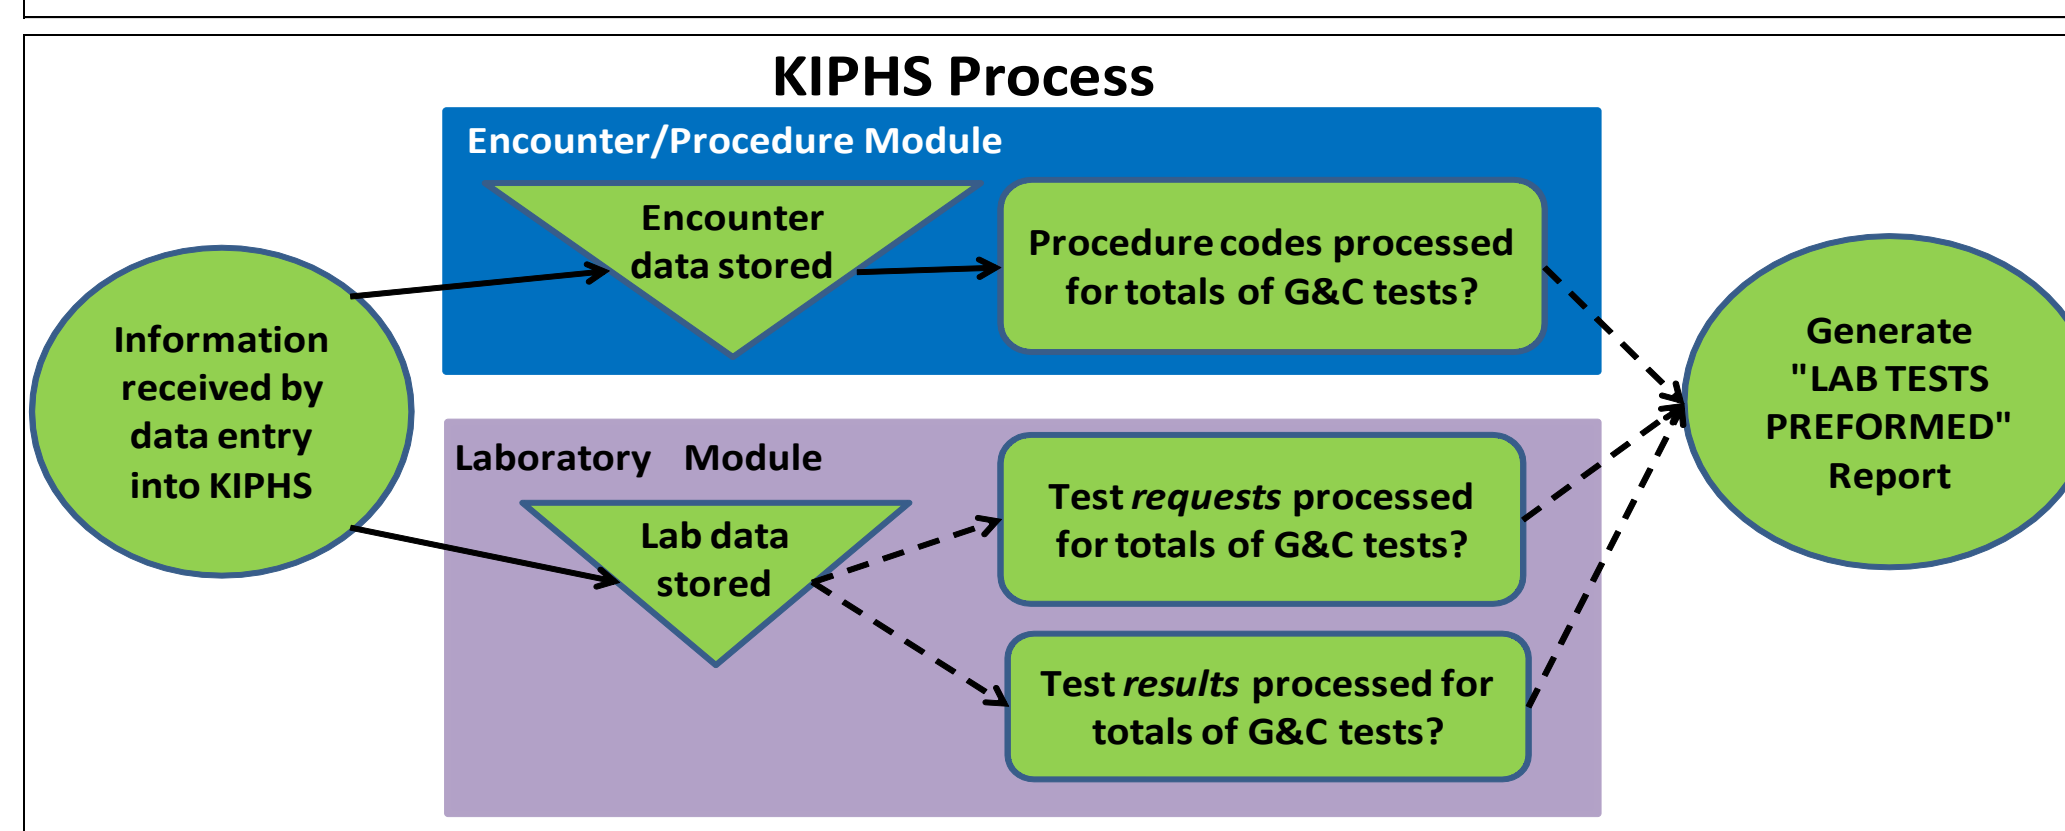 KIPHS Process
Encounter/Procedure Module
Encounter
data stored
Procedure codes processed
for totals of G&C tests?
Information
received by
data entry
into KIPHS
Generate
"LAB TESTS
PREFORMED"
Report
Laboratory Module
Lab data
stored
Test requests processed
for totals of G&C tests?
Test results processed for
totals of G&C tests?